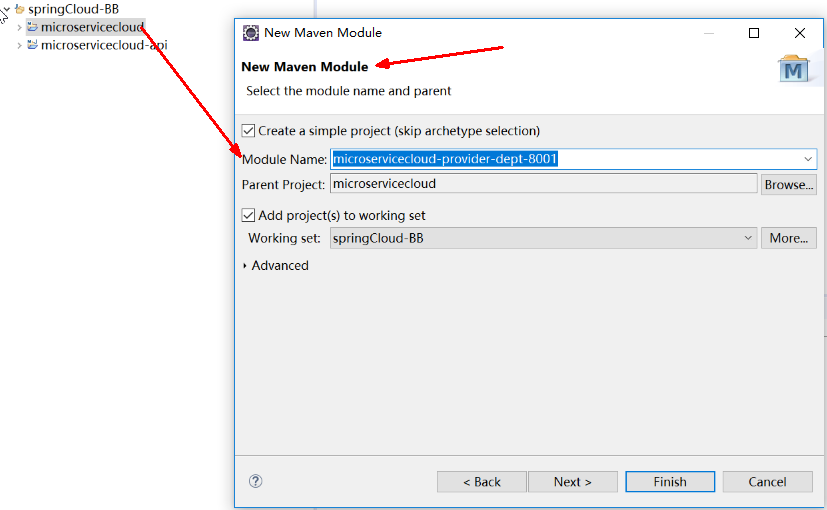 springCloud-BB
microservicecloud
microservicecloud-api
New Maven Module
New Maven Module
Select the module name and parent
Create a simple project (skip archetype selection)
Module Name: microservicecloud-provider-dept-8001
Parent Project: microservicecloud Browse...
Add project(s) to working set
Working set: springCloud-BB More...
Advanced
< Back Next > Finish Cancel